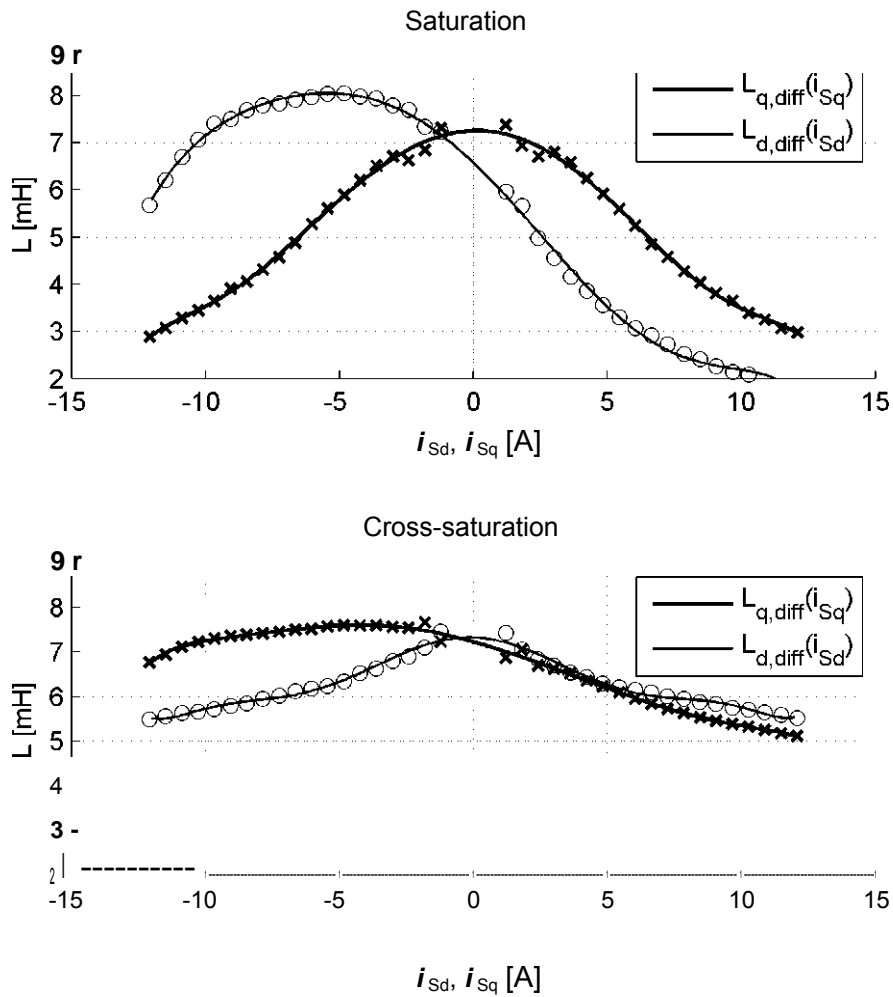 Saturation
9 r
8
7
6
5
4
3
2
L [mH]
L_q,diff(i_Sq)
L_d,diff(i_Sd)
-15 -10 -5 0 5 10 15
i_Sd, i_Sq [A]
Cross-saturation
9 r
8
7
6
5
4
3 -
2
L [mH]
L_q,diff(i_Sq)
L_d,diff(i_Sd)
-15 -10 -5 0 5 10 15
i_Sd, i_Sq [A]